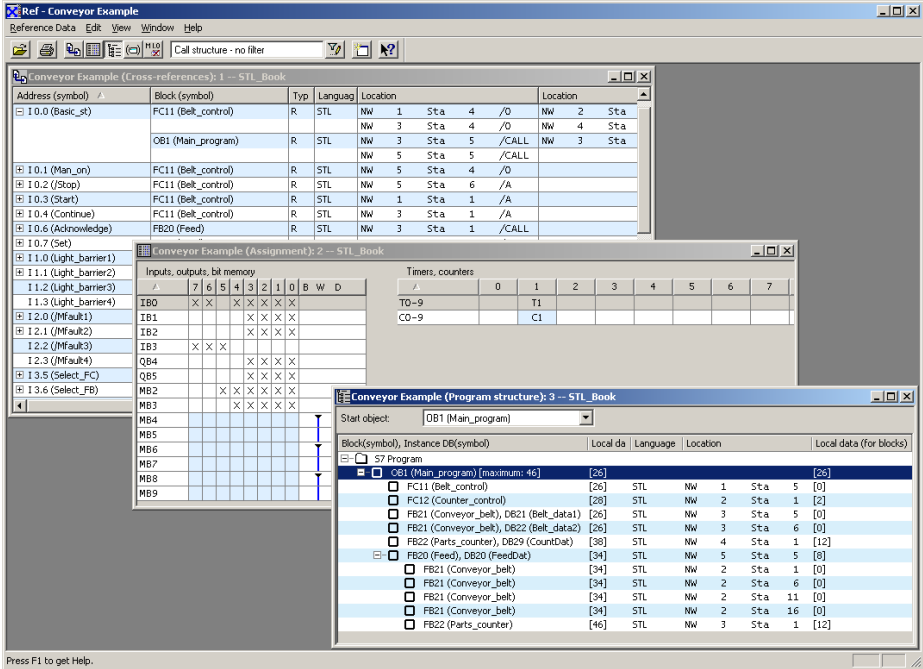 Ref - Conveyor Example
Reference Data Edit View Window Help
Call structure - no filter
Conveyor Example (Cross-references): 1 -- STL_Book
Address (symbol) Block (symbol) Typ Languag Location Location
I 0.0 (Basic_st) FC11 (Belt_control) R STL NW 1 Sta 4 /O NW 2 Sta
NW 3 Sta 4 /O NW 4 Sta
OB1 (Main_program) R STL NW 3 Sta 5 /CALL NW 3 Sta
NW 5 Sta 5 /CALL
I 0.1 (Man_on) FC11 (Belt_control) R STL NW 5 Sta 4 /O
I 0.2 (/Stop) FC11 (Belt_control) R STL NW 5 Sta 6 /A
I 0.3 (Start) FC11 (Belt_control) R STL NW 1 Sta 1 /A
I 0.4 (Continue) FC11 (Belt_control) R STL NW 3 Sta 1 /A
I 0.6 (Acknowledge) FB20 (Feed) R STL NW 3 Sta 1 /CALL
I 0.7 (Set)
I 1.0 (Light_barrier1)
I 1.1 (Light_barrier2)
I 1.2 (Light_barrier3)
I 1.3 (Light_barrier4)
I 2.0 (/Mfault1)
I 2.1 (/Mfault2)
I 2.2 (/Mfault3)
I 2.3 (/Mfault4)
I 3.5 (Select_FC)
I 3.6 (Select_FB)
Conveyor Example (Assignment): 2 -- STL_Book
Inputs, outputs, bit memory
7 6 5 4 3 2 1 0 B W D
IB0 X X X X X X X
IB1 X X X X
IB2 X X X X
IB3 X X X
QB4 X X X X
QB5 X X X X
MB2 X X X X X X
MB3 X X X X X
MB4
MB5
MB6
MB7
MB8
MB9
Timers, counters
0 1 2 3 4 5 6 7
T0-9 T1
C0-9 C1
Conveyor Example (Program structure): 3 -- STL_Book
Start object: OB1 (Main_program)
Block(symbol), Instance DB(symbol) Local da Language Location Local data (for blocks)
S7 Program
OB1 (Main_program) [maximum: 46] [26] [26]
FC11 (Belt_control) [26] STL NW 1 Sta 5 [0]
FC12 (Counter_control) [28] STL NW 2 Sta 1 [2]
FB21 (Conveyor_belt), DB21 (Belt_data1) [26] STL NW 3 Sta 5 [0]
FB21 (Conveyor_belt), DB22 (Belt_data2) [26] STL NW 3 Sta 6 [0]
FB22 (Parts_counter), DB29 (CountDat) [38] STL NW 4 Sta 1 [12]
FB20 (Feed), DB20 (FeedDat) [34] STL NW 5 Sta 5 [8]
FB21 (Conveyor_belt) [34] STL NW 2 Sta 1 [0]
FB21 (Conveyor_belt) [34] STL NW 2 Sta 6 [0]
FB21 (Conveyor_belt) [34] STL NW 2 Sta 11 [0]
FB21 (Conveyor_belt) [34] STL NW 2 Sta 16 [0]
FB22 (Parts_counter) [46] STL NW 3 Sta 1 [12]
Press F1 to get Help.